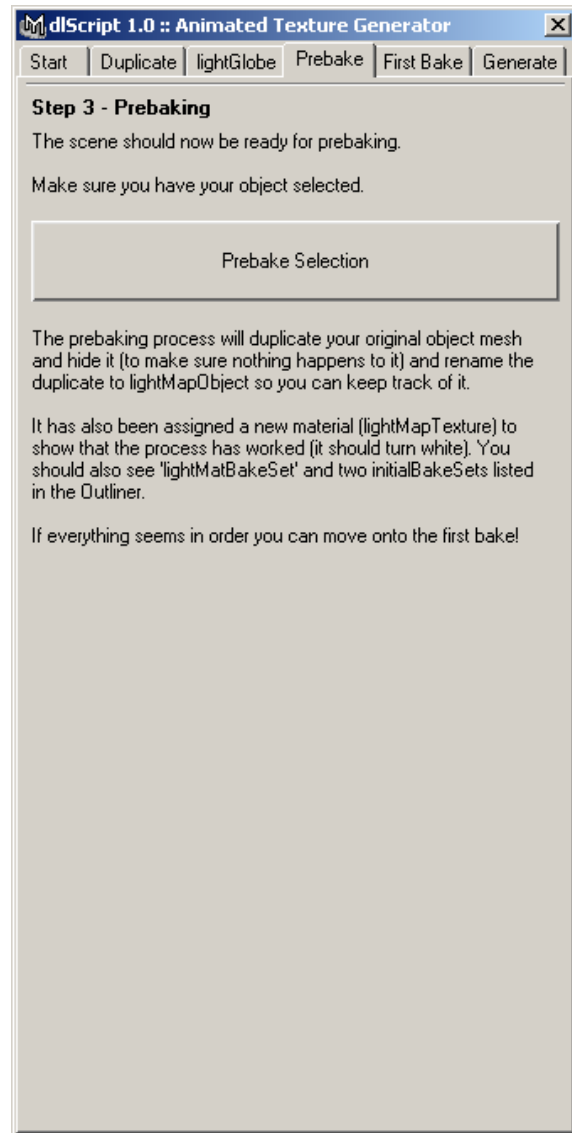 dlScript 1.0 :: Animated Texture Generator
Start Duplicate lightGlobe Prebake First Bake Generate
Step 3 - Prebaking
The scene should now be ready for prebaking.
Make sure you have your object selected.
Prebake Selection
The prebaking process will duplicate your original object mesh
and hide it (to make sure nothing happens to it) and rename the
duplicate to lightMapObject so you can keep track of it.
It has also been assigned a new material (lightMapTexture) to
show that the process has worked (it should turn white). You
should also see 'lightMatBakeSet' and two initialBakeSets listed
in the Outliner.
If everything seems in order you can move onto the first bake!